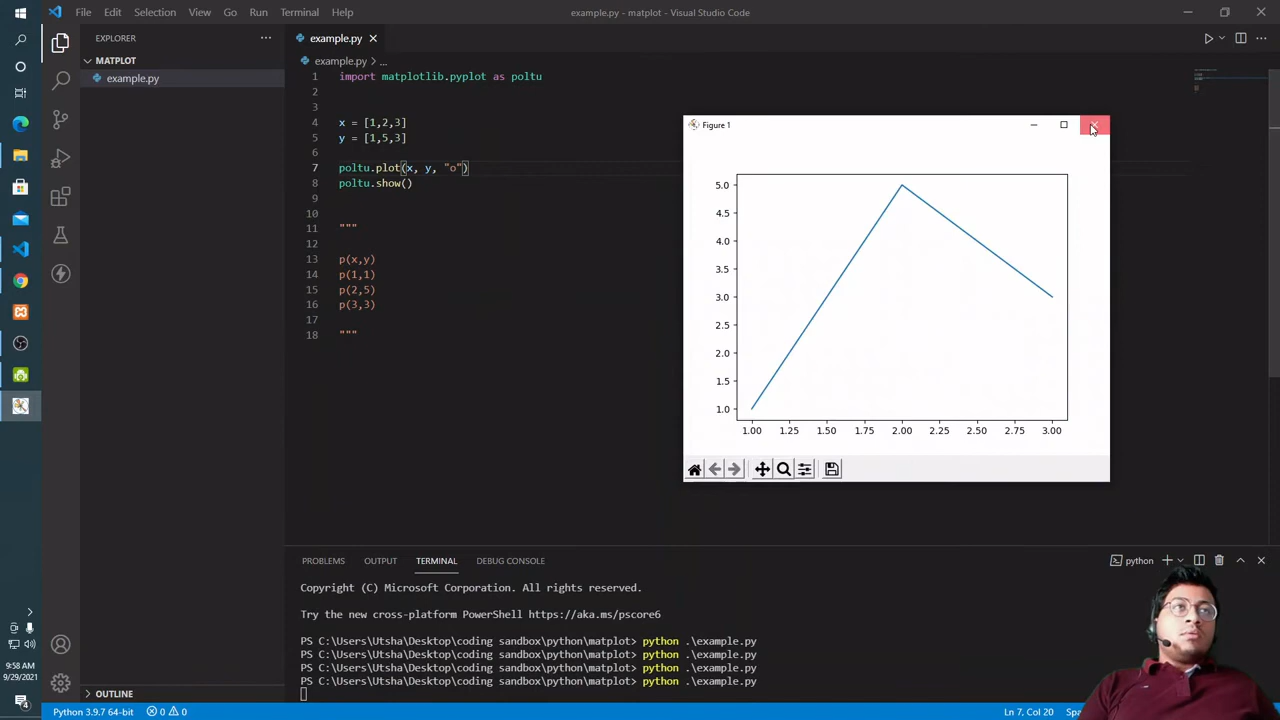 File Edit Selection View Go Run Terminal Help
example.py - matplot - Visual Studio Code
EXPLORER
MATPLOT
example.py
example.py
example.py > ...
1 import matplotlib.pyplot as poltu
2
3
4 x = [1,2,3]
5 y = [1,5,3]
6
7 poltu.plot(x, y, "o")
8 poltu.show()
9
10
11 """
12
13 p(x,y)
14 p(1,1)
15 p(2,5)
16 p(3,3)
17
18 """
Figure 1
5.0
4.5
4.0
3.5
3.0
2.5
2.0
1.5
1.0
1.00 1.25 1.50 1.75 2.00 2.25 2.50 2.75 3.00
PROBLEMS OUTPUT TERMINAL DEBUG CONSOLE
python
Copyright (C) Microsoft Corporation. All rights reserved.
Try the new cross-platform PowerShell https://aka.ms/pscore6
PS C:\Users\Utsha\Desktop\coding sandbox\python\matplot> python .\example.py
PS C:\Users\Utsha\Desktop\coding sandbox\python\matplot> python .\example.py
PS C:\Users\Utsha\Desktop\coding sandbox\python\matplot> python .\example.py
PS C:\Users\Utsha\Desktop\coding sandbox\python\matplot> python .\example.py
OUTLINE
9:58 AM
9/29/2021
4
Python 3.9.7 64-bit 0 0
Ln 7, Col 20